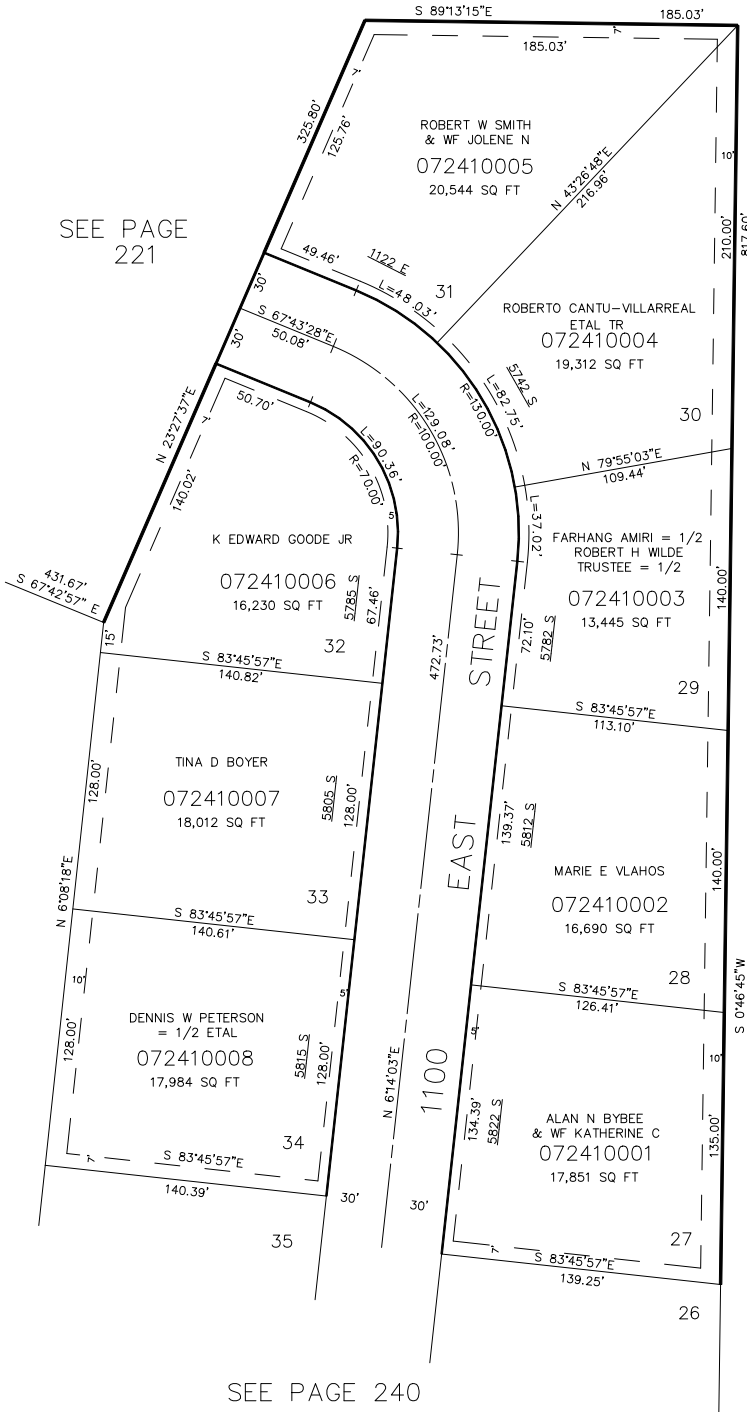 S 89°13'15"E
185.03'
7'
185.03'
7'
325.80'
125.76'
ROBERT W SMITH
& WF JOLENE N
072410005
20,544 SQ FT
N 43°26'48"E
216.96'
10'
210.00'
817.60'
SEE PAGE
221
49.46'
1122 E
L=48.03'
31
30'
S 67°43'28"E
50.08'
30'
ROBERTO CANTU-VILLARREAL
ETAL TR
072410004
19,312 SQ FT
5742 S
L=82.75'
R=130.00'
30
50.70'
L=129.08'
R=100.00'
L=90.36'
R=70.00'
N 23°27'37"E
7'
140.02'
N 79°55'03"E
109.44'
L=37.02'
5'
K EDWARD GOODE JR
072410006
16,230 SQ FT
5785 S
67.46'
32
FARHANG AMIRI = 1/2
ROBERT H WILDE
TRUSTEE = 1/2
072410003
13,445 SQ FT
140.00'
72.10'
5782 S
29
431.67'
S 67°42'57" E
15'
S 83°45'57"E
140.82'
472.73'
S 83°45'57"E
113.10'
1100 EAST STREET
TINA D BOYER
072410007
18,012 SQ FT
5805 S
128.00'
128.00'
33
139.37'
5812 S
MARIE E VLAHOS
072410002
16,690 SQ FT
140.00'
28
N 6°08'18"E
S 83°45'57"E
140.61'
S 83°45'57"E
126.41'
S 0°46'45"W
10'
5'
DENNIS W PETERSON
= 1/2 ETAL
072410008
17,984 SQ FT
5815 S
128.00'
128.00'
34
N 6°14'03"E
5'
10'
134.39'
5822 S
ALAN N BYBEE
& WF KATHERINE C
072410001
17,851 SQ FT
135.00'
27
7'
S 83°45'57"E
140.39'
30'
30'
7'
S 83°45'57"E
139.25'
35
26
SEE PAGE 240